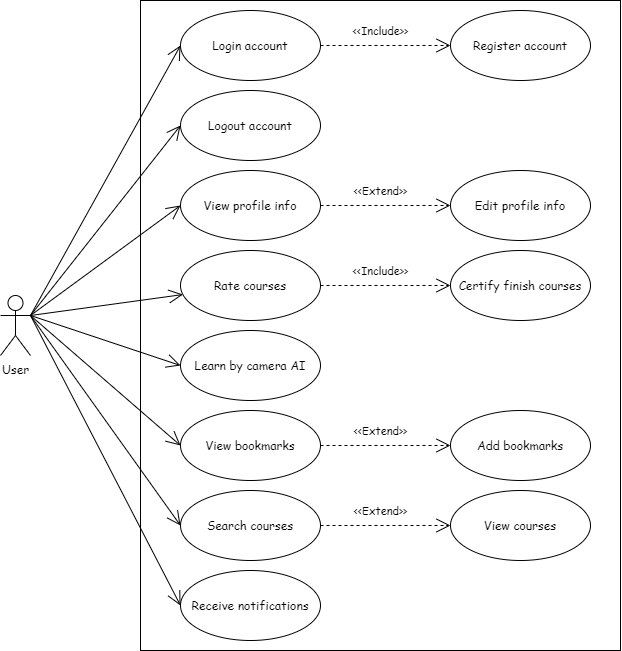 Login account
<<Include>>
Register account
Logout account
View profile info
<<Extend>>
Edit profile info
Rate courses
<<Include>>
Certify finish courses
User
Learn by camera AI
View bookmarks
<<Extend>>
Add bookmarks
Search courses
<<Extend>>
View courses
Receive notifications